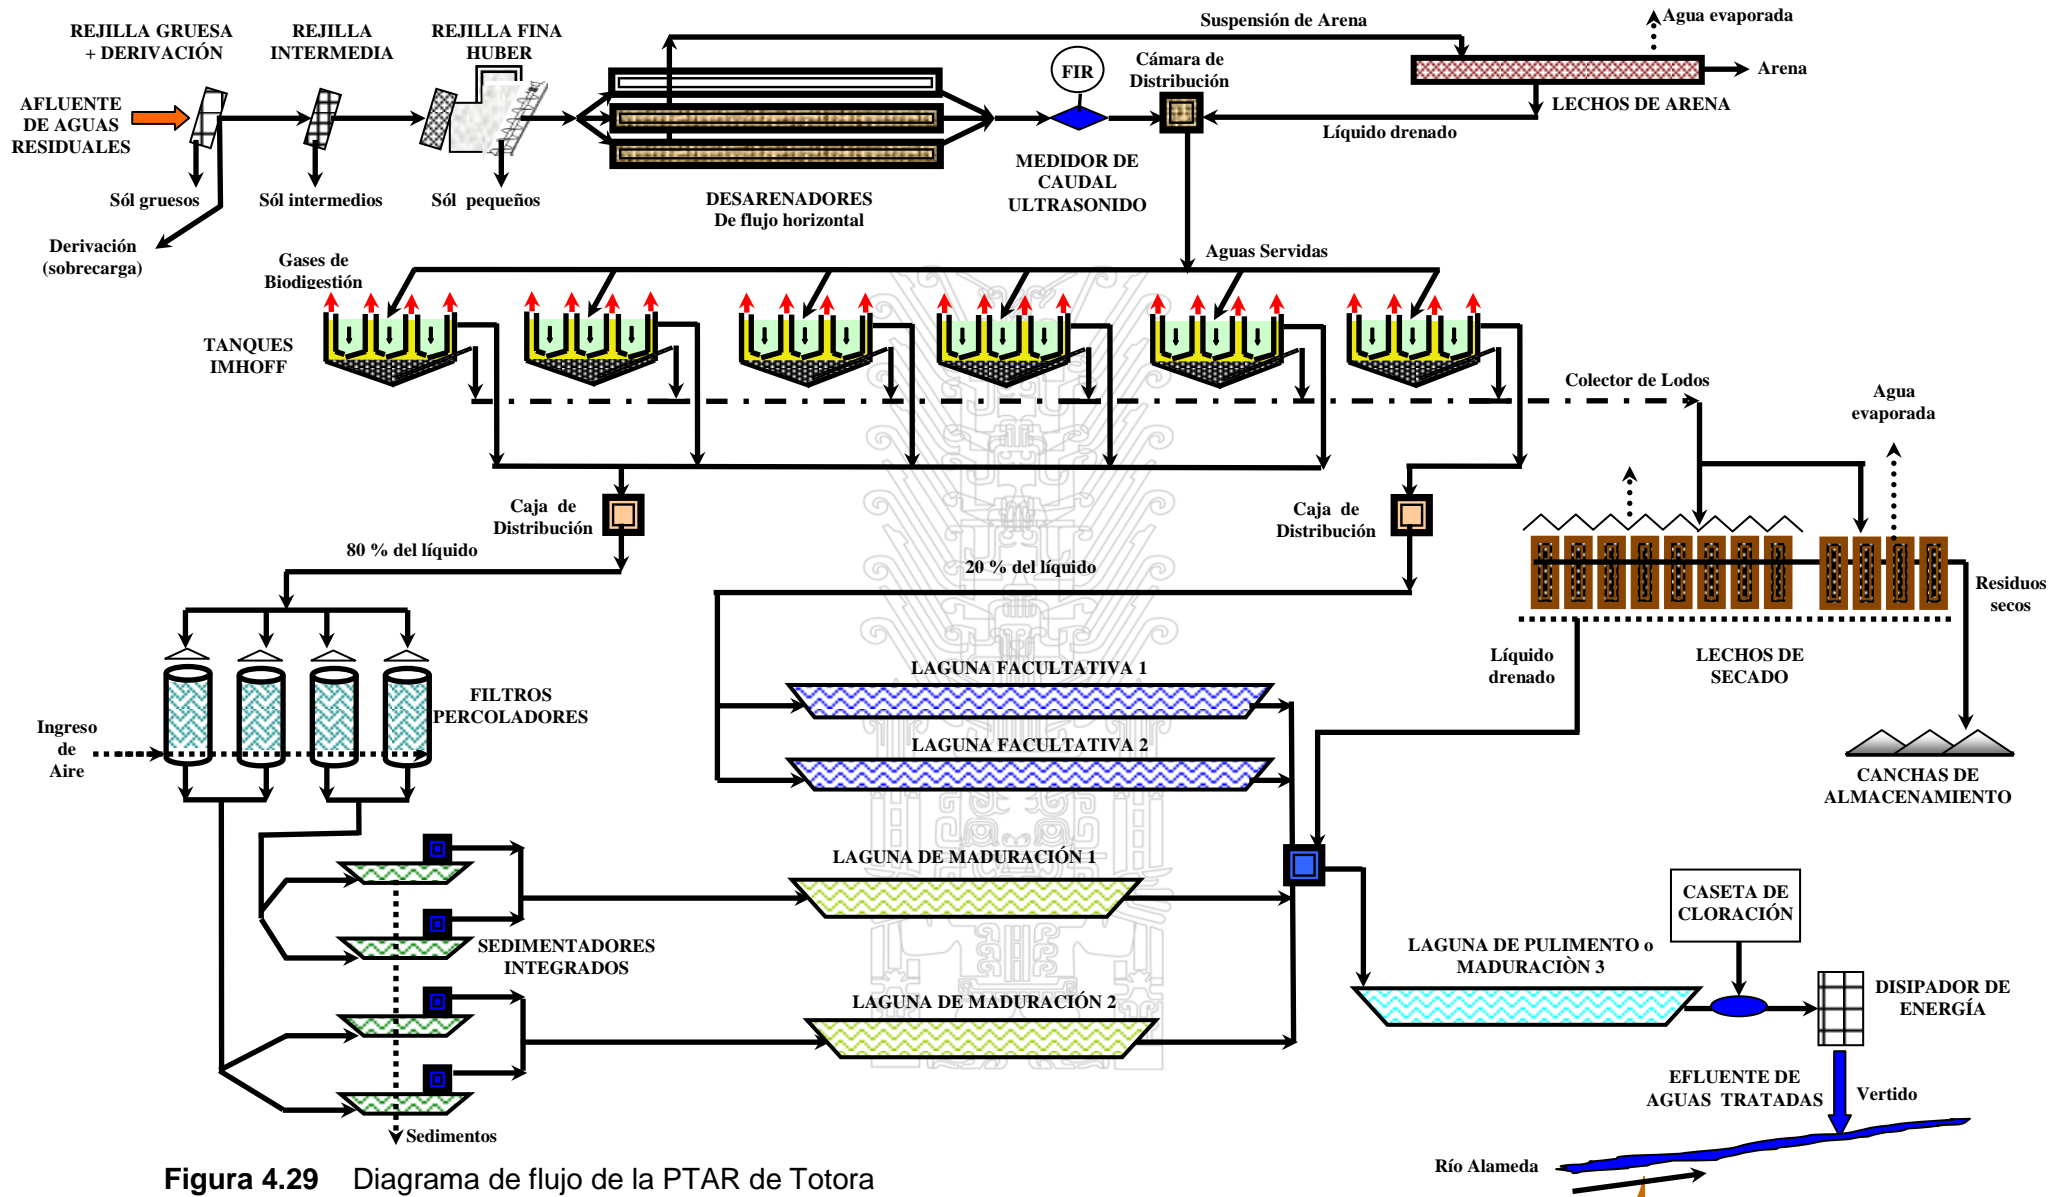 REJILLA GRUESA
+ DERIVACIÓN
REJILLA
INTERMEDIA
REJILLA FINA
HUBER
Suspensión de Arena
Agua evaporada
AFLUENTE
DE AGUAS
RESIDUALES
FIR
Cámara de
Distribución
Arena
LECHOS DE ARENA
Líquido drenado
Sól gruesos
Sól intermedios
Sól pequeños
DESARENADORES
De flujo horizontal
MEDIDOR DE
CAUDAL
ULTRASONIDO
Derivación
(sobrecarga)
Gases de
Biodigestión
Aguas Servidas
TANQUES
IMHOFF
Colector de Lodos
Agua
evaporada
Caja de
Distribución
Caja de
Distribución
80 % del líquido
20 % del líquido
Residuos
secos
Líquido
drenado
LECHOS DE
SECADO
FILTROS
PERCOLADORES
Ingreso
de
Aire
LAGUNA FACULTATIVA 1
LAGUNA FACULTATIVA 2
CANCHAS DE
ALMACENAMIENTO
LAGUNA DE MADURACIÓN 1
SEDIMENTADORES
INTEGRADOS
LAGUNA DE MADURACIÓN 2
CASETA DE
CLORACIÓN
LAGUNA DE PULIMENTO o
MADURACIÒN 3
DISIPADOR DE
ENERGÍA
EFLUENTE DE
AGUAS TRATADAS
Vertido
Sedimentos
Río Alameda
Figura 4.29 Diagrama de flujo de la PTAR de Totora